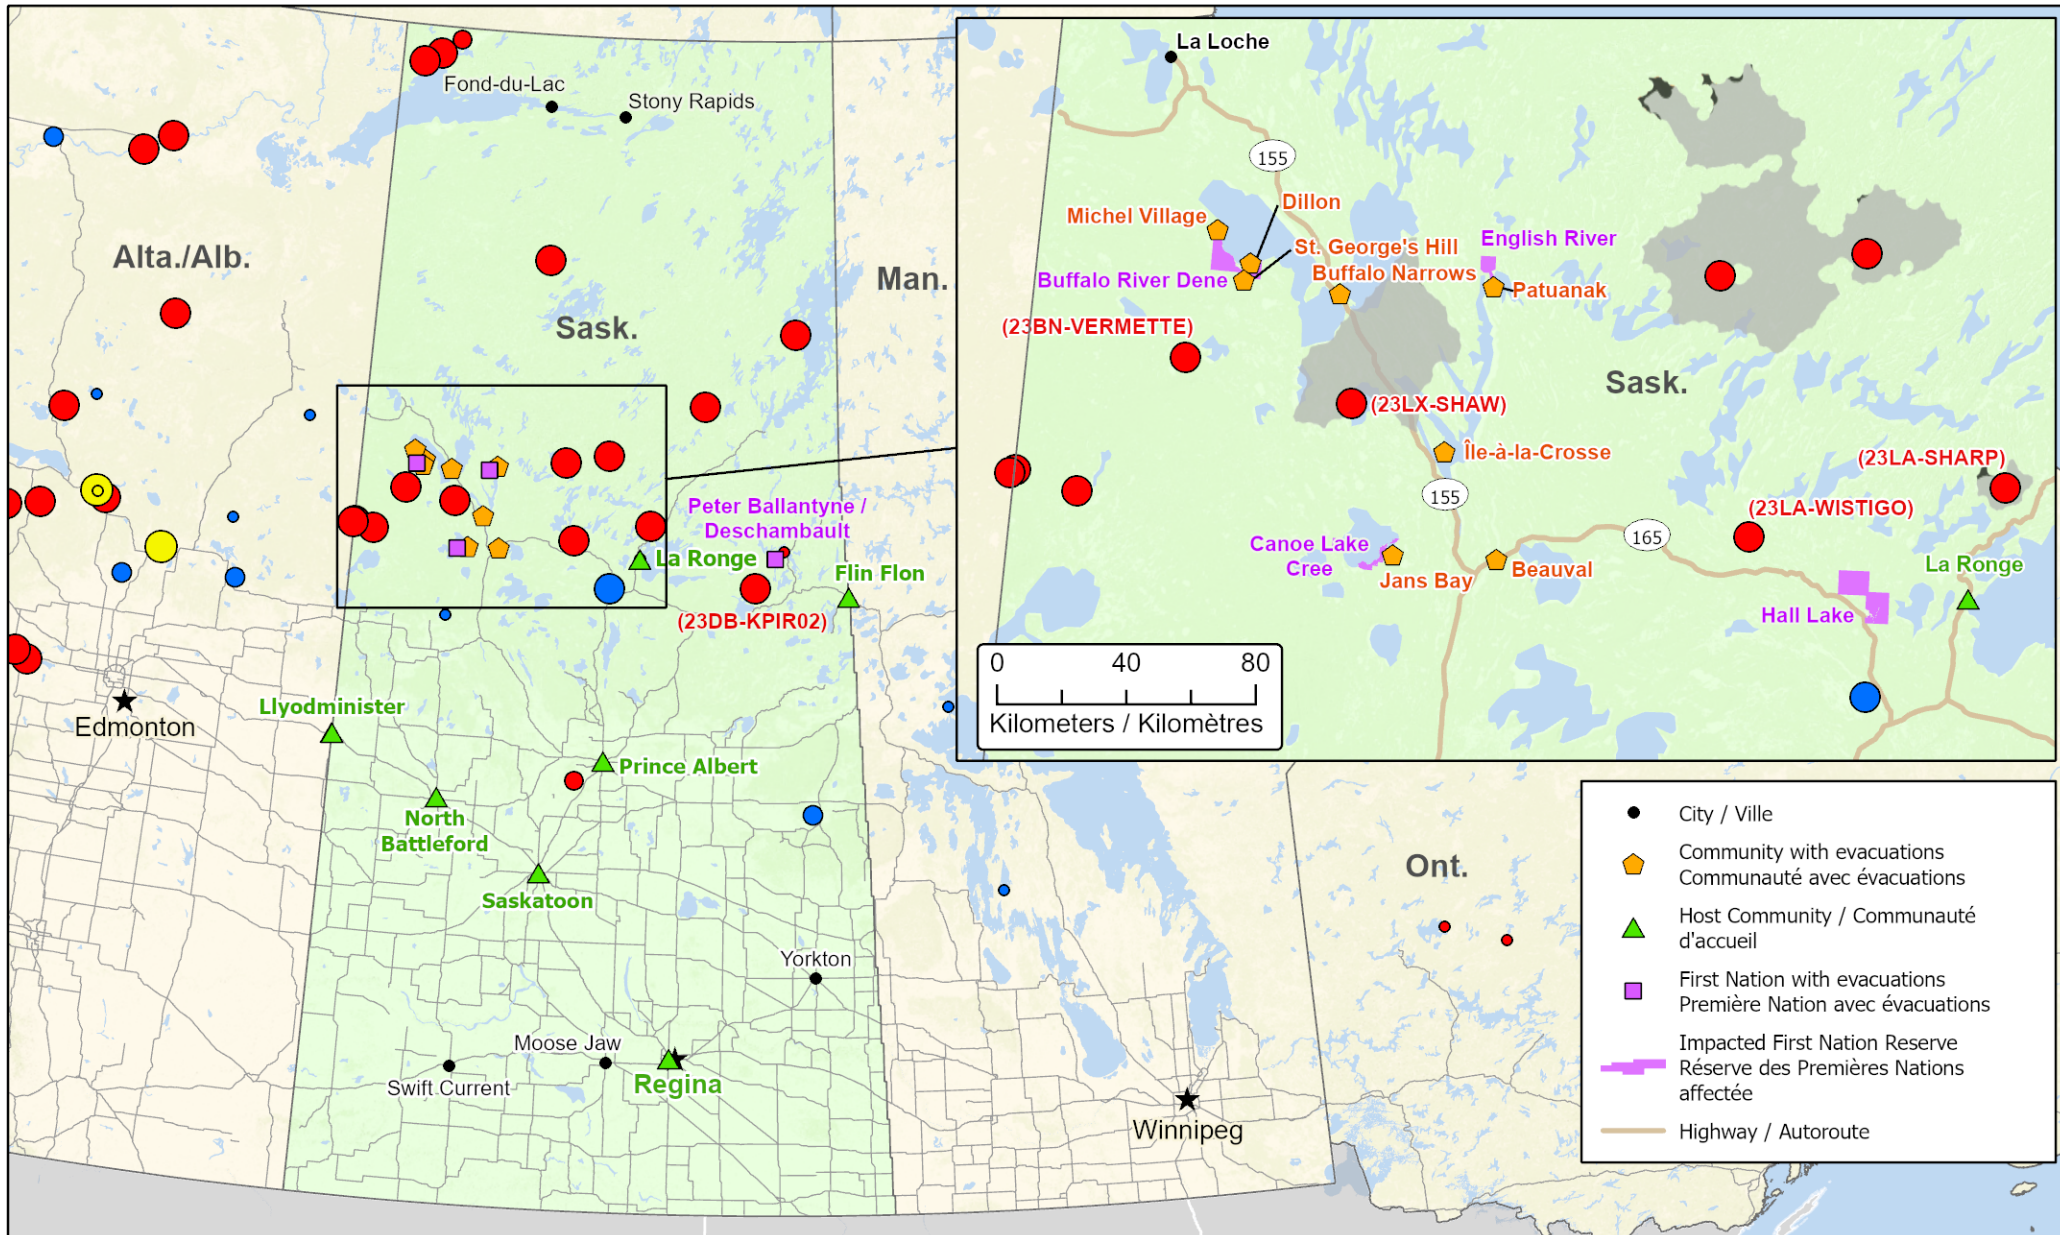 Fond-du-Lac
Stony Rapids
Alta./Alb.
Sask.
Man.
Peter Ballantyne /
Deschambault
La Ronge
Flin Flon
(23DB-KPIR02)
Edmonton
Llyodminister
Prince Albert
North
Battleford
Saskatoon
Yorkton
Moose Jaw
Swift Current
Regina
Winnipeg
Ont.
La Loche
155
Michel Village
Dillon
St. George's Hill
English River
Buffalo River Dene
Buffalo Narrows
Patuanak
(23BN-VERMETTE)
Sask.
(23LX-SHAW)
Île-à-la-Crosse
(23LA-SHARP)
155
(23LA-WISTIGO)
165
Canoe Lake
Cree
Jans Bay
Beauval
La Ronge
Hall Lake
0 40 80
Kilometers / Kilomètres
City / Ville
Community with evacuations
Communauté avec évacuations
Host Community / Communauté
d'accueil
First Nation with evacuations
Première Nation avec évacuations
Impacted First Nation Reserve
Réserve des Premières Nations
affectée
Highway / Autoroute